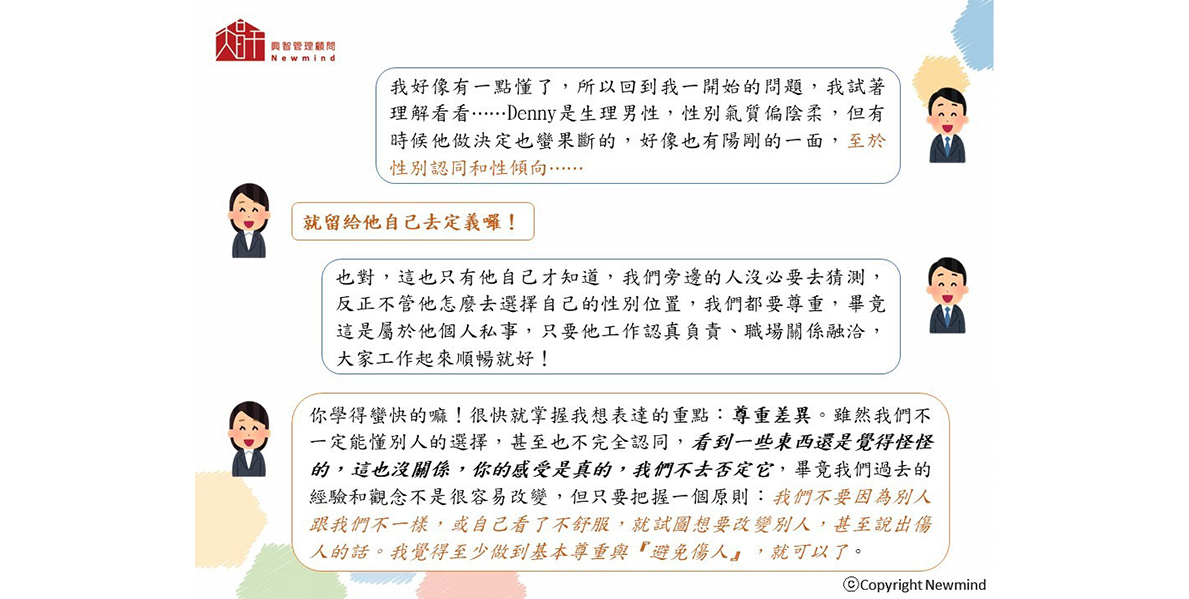 興智管理顧問
Newmind
我好像有一點懂了，所以回到我一開始的問題，我試著
理解看看……Denny是生理男性，性別氣質偏陰柔，但有
時候他做決定也蠻果斷的，好像也有陽剛的一面，至於
性別認同和性傾向……
就留給他自己去定義囉！
也對，這也只有他自己才知道，我們旁邊的人沒必要去猜測，
反正不管他怎麼去選擇自己的性別位置，我們都要尊重，畢竟
這是屬於他個人私事，只要他工作認真負責、職場關係融洽，
大家工作起來順暢就好！
你學得蠻快的嘛！很快就掌握我想表達的重點：尊重差異。雖然我們不
一定能懂別人的選擇，甚至也不完全認同，看到一些東西還是覺得怪怪
的，這也沒關係，你的感受是真的，我們不去否定它，畢竟我們過去的
經驗和觀念不是很容易改變，但只要把握一個原則：我們不要因為別人
跟我們不一樣，或自己看了不舒服，就試圖想要改變別人，甚至說出傷
人的話。我覺得至少做到基本尊重與『避免傷人』，就可以了。
ⓒCopyright Newmind